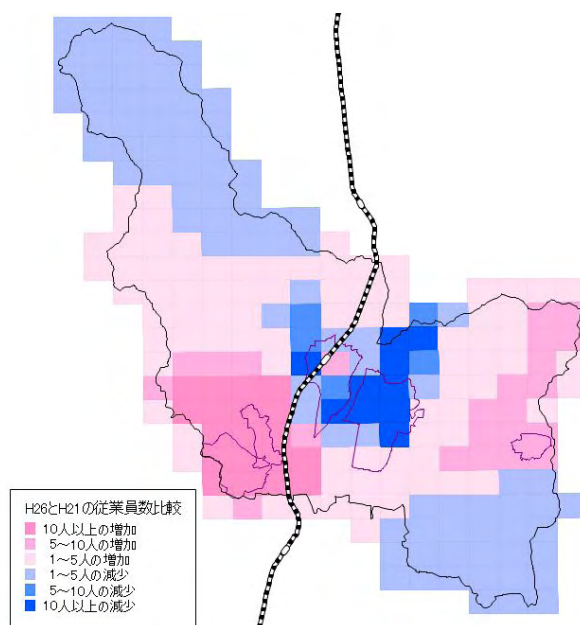 H26とH21の従業員数比較
10人以上の増加
5～10人の増加
1～5人の増加
1～5人の減少
5～10人の減少
10人以上の減少